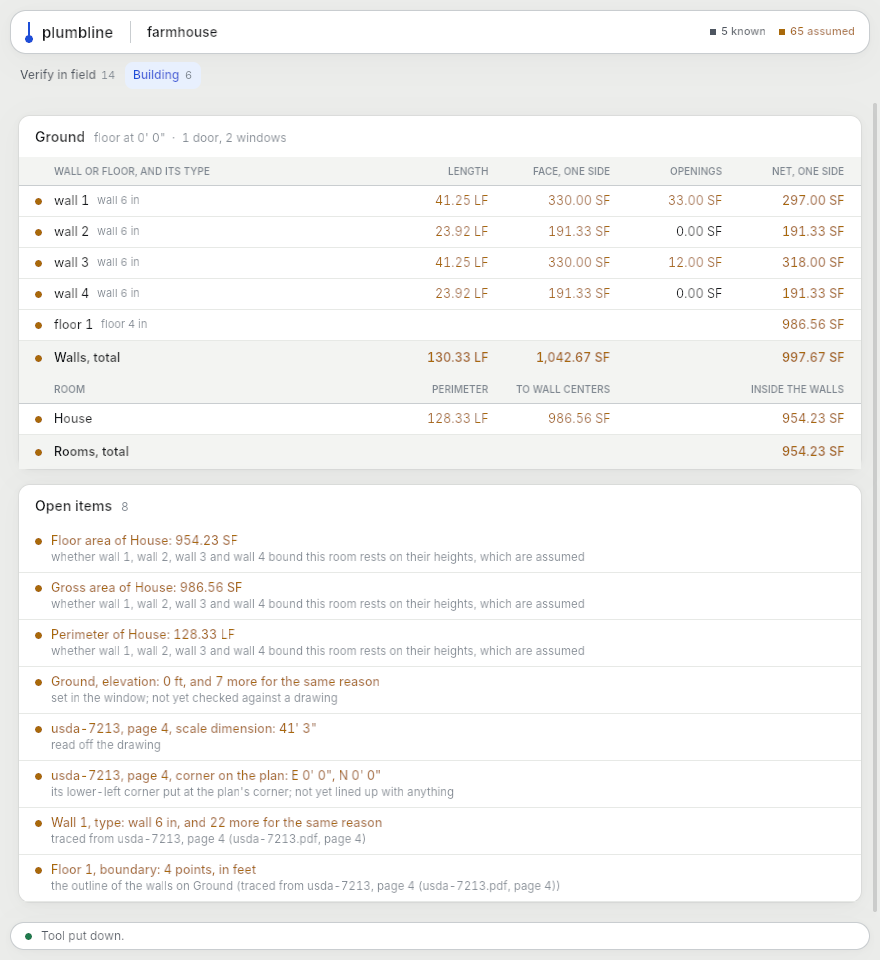 plumbline farmhouse 5 known 65 assumed
Verify in field 14 Building 6
Ground floor at 0' 0" · 1 door, 2 windows
WALL OR FLOOR, AND ITS TYPE LENGTH FACE, ONE SIDE OPENINGS NET, ONE SIDE
wall 1 wall 6 in 41.25 LF 330.00 SF 33.00 SF 297.00 SF
wall 2 wall 6 in 23.92 LF 191.33 SF 0.00 SF 191.33 SF
wall 3 wall 6 in 41.25 LF 330.00 SF 12.00 SF 318.00 SF
wall 4 wall 6 in 23.92 LF 191.33 SF 0.00 SF 191.33 SF
floor 1 floor 4 in 986.56 SF
Walls, total 130.33 LF 1,042.67 SF 997.67 SF
ROOM PERIMETER TO WALL CENTERS INSIDE THE WALLS
House 128.33 LF 986.56 SF 954.23 SF
Rooms, total 954.23 SF
Open items 8
Floor area of House: 954.23 SF
whether wall 1, wall 2, wall 3 and wall 4 bound this room rests on their heights, which are assumed
Gross area of House: 986.56 SF
whether wall 1, wall 2, wall 3 and wall 4 bound this room rests on their heights, which are assumed
Perimeter of House: 128.33 LF
whether wall 1, wall 2, wall 3 and wall 4 bound this room rests on their heights, which are assumed
Ground, elevation: 0 ft, and 7 more for the same reason
set in the window; not yet checked against a drawing
usda-7213, page 4, scale dimension: 41' 3"
read off the drawing
usda-7213, page 4, corner on the plan: E 0' 0", N 0' 0"
its lower-left corner put at the plan's corner; not yet lined up with anything
Wall 1, type: wall 6 in, and 22 more for the same reason
traced from usda-7213, page 4 (usda-7213.pdf, page 4)
Floor 1, boundary: 4 points, in feet
the outline of the walls on Ground (traced from usda-7213, page 4 (usda-7213.pdf, page 4))
Tool put down.